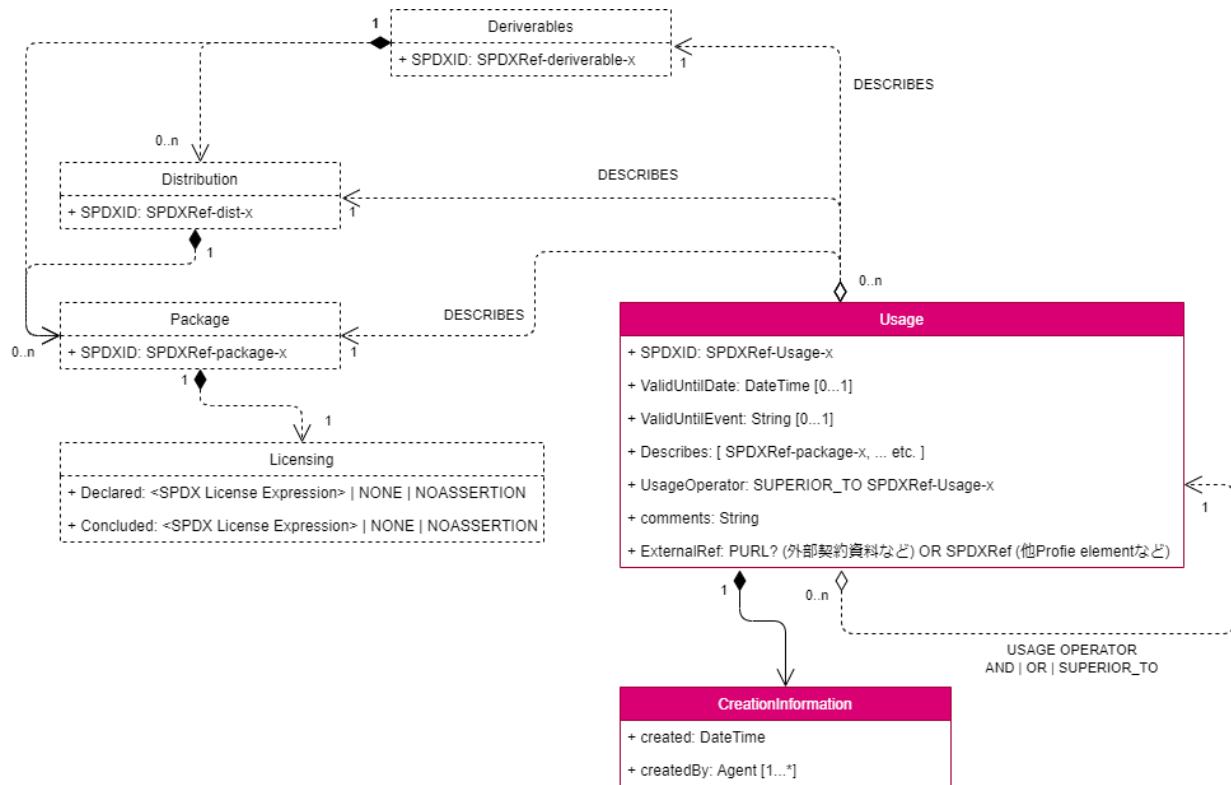 1
Deriverables
+ SPDXID: SPDXRef-deriverable-x
1
DESCRIBES
0..n
Distribution
+ SPDXID: SPDXRef-dist-x
DESCRIBES
1
1
0..n
Package
+ SPDXID: SPDXRef-package-x
DESCRIBES
0..n
1
1
1
Licensing
+ Declared: <SPDX License Expression> | NONE | NOASSERTION
+ Concluded: <SPDX License Expression> | NONE | NOASSERTION
Usage
+ SPDXID: SPDXRef-Usage-x
+ ValidUntilDate: DateTime [0...1]
+ ValidUntilEvent: String [0...1]
+ Describes: [ SPDXRef-package-x, ... etc. ]
+ UsageOperator: SUPERIOR_TO SPDXRef-Usage-x
+ comments: String
+ ExternalRef: PURL? (外部契約資料など) OR SPDXRef (他Profie elementなど)
1
1
0..n
USAGE OPERATOR
AND | OR | SUPERIOR_TO
CreationInformation
+ created: DateTime
+ createdBy: Agent [1...*]